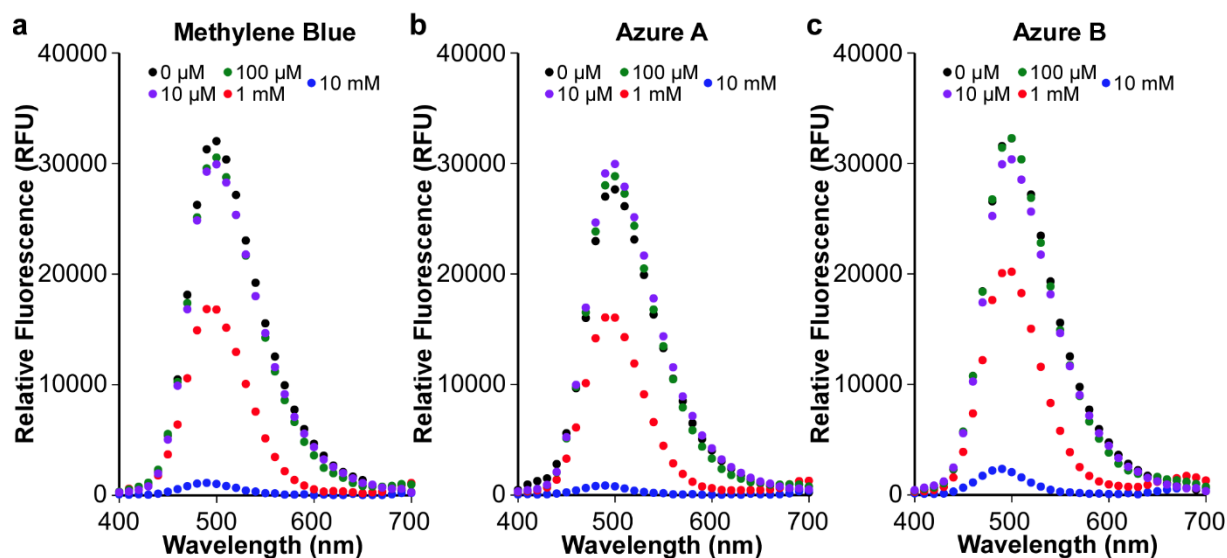 a
Methylene Blue
40000
30000
20000
10000
0
Relative Fluorescence (RFU)
0 µM
100 µM
10 mM
10 µM
1 mM
400 500 600 700
Wavelength (nm)
b
Azure A
40000
30000
20000
10000
0
Relative Fluorescence (RFU)
0 µM
100 µM
10 mM
10 µM
1 mM
400 500 600 700
Wavelength (nm)
c
Azure B
40000
30000
20000
10000
0
Relative Fluorescence (RFU)
0 µM
100 µM
10 mM
10 µM
1 mM
400 500 600 700
Wavelength (nm)